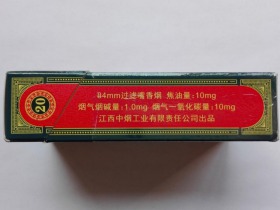 20
84mm过滤嘴香烟 焦油量:10mg
烟气烟碱量:1.0mg 烟气一氧化碳量:10mg
江西中烟工业有限责任公司出品